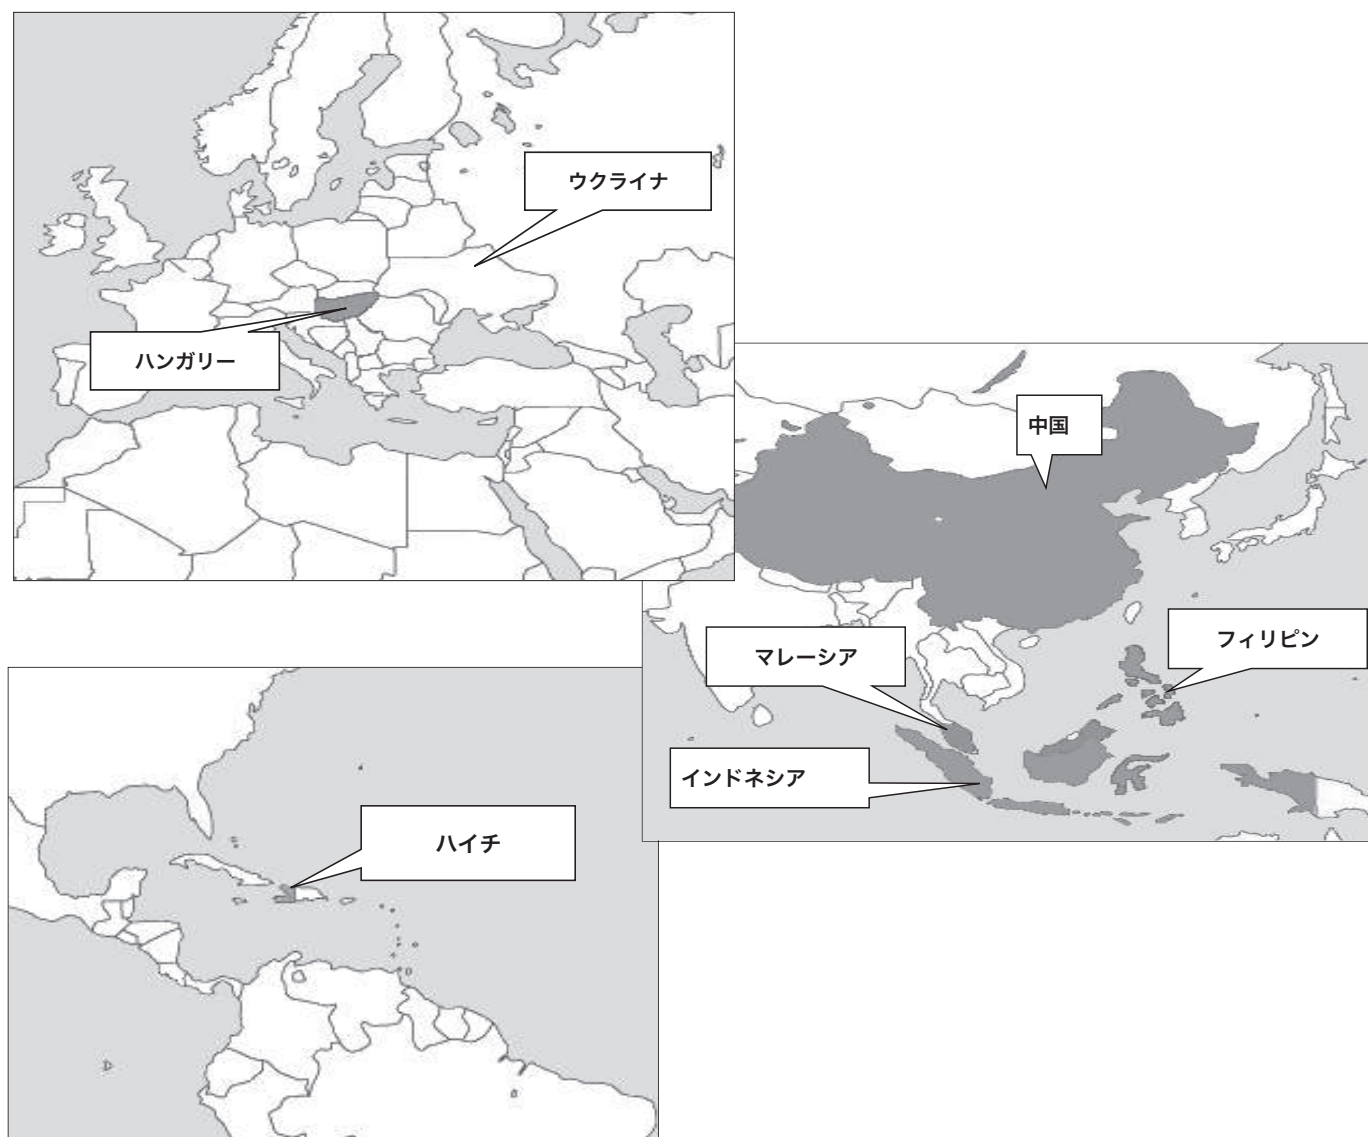 ウクライナ
ハンガリー
中国
マレーシア
フィリピン
インドネシア
ハイチ